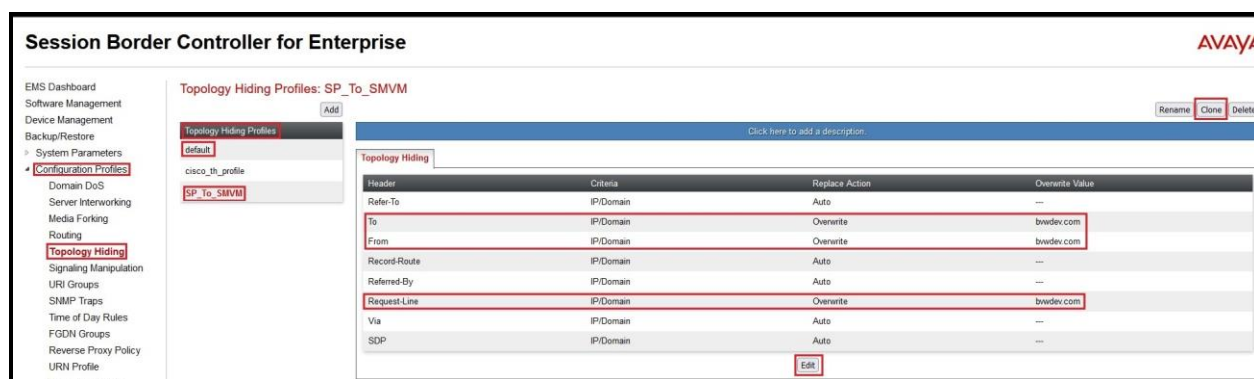 Session Border Controller for Enterprise
AVAYA
EMS Dashboard
Software Management
Device Management
Backup/Restore
System Parameters
Configuration Profiles
Domain DoS
Server Interworking
Media Forking
Routing
Topology Hiding
Signaling Manipulation
URI Groups
SNMP Traps
Time of Day Rules
FGDN Groups
Reverse Proxy Policy
URN Profile
Topology Hiding Profiles: SP_To_SMVM
Add
Rename Clone Delete
Topology Hiding Profiles
default
cisco_th_profile
SP_To_SMVM
Click here to add a description.
Topology Hiding
Header Criteria Replace Action Overwrite Value
Refer-To IP/Domain Auto ---
To IP/Domain Overwrite bvwdev.com
From IP/Domain Overwrite bvwdev.com
Record-Route IP/Domain Auto ---
Referred-By IP/Domain Auto ---
Request-Line IP/Domain Overwrite bvwdev.com
Via IP/Domain Auto ---
SDP IP/Domain Auto ---
Edit